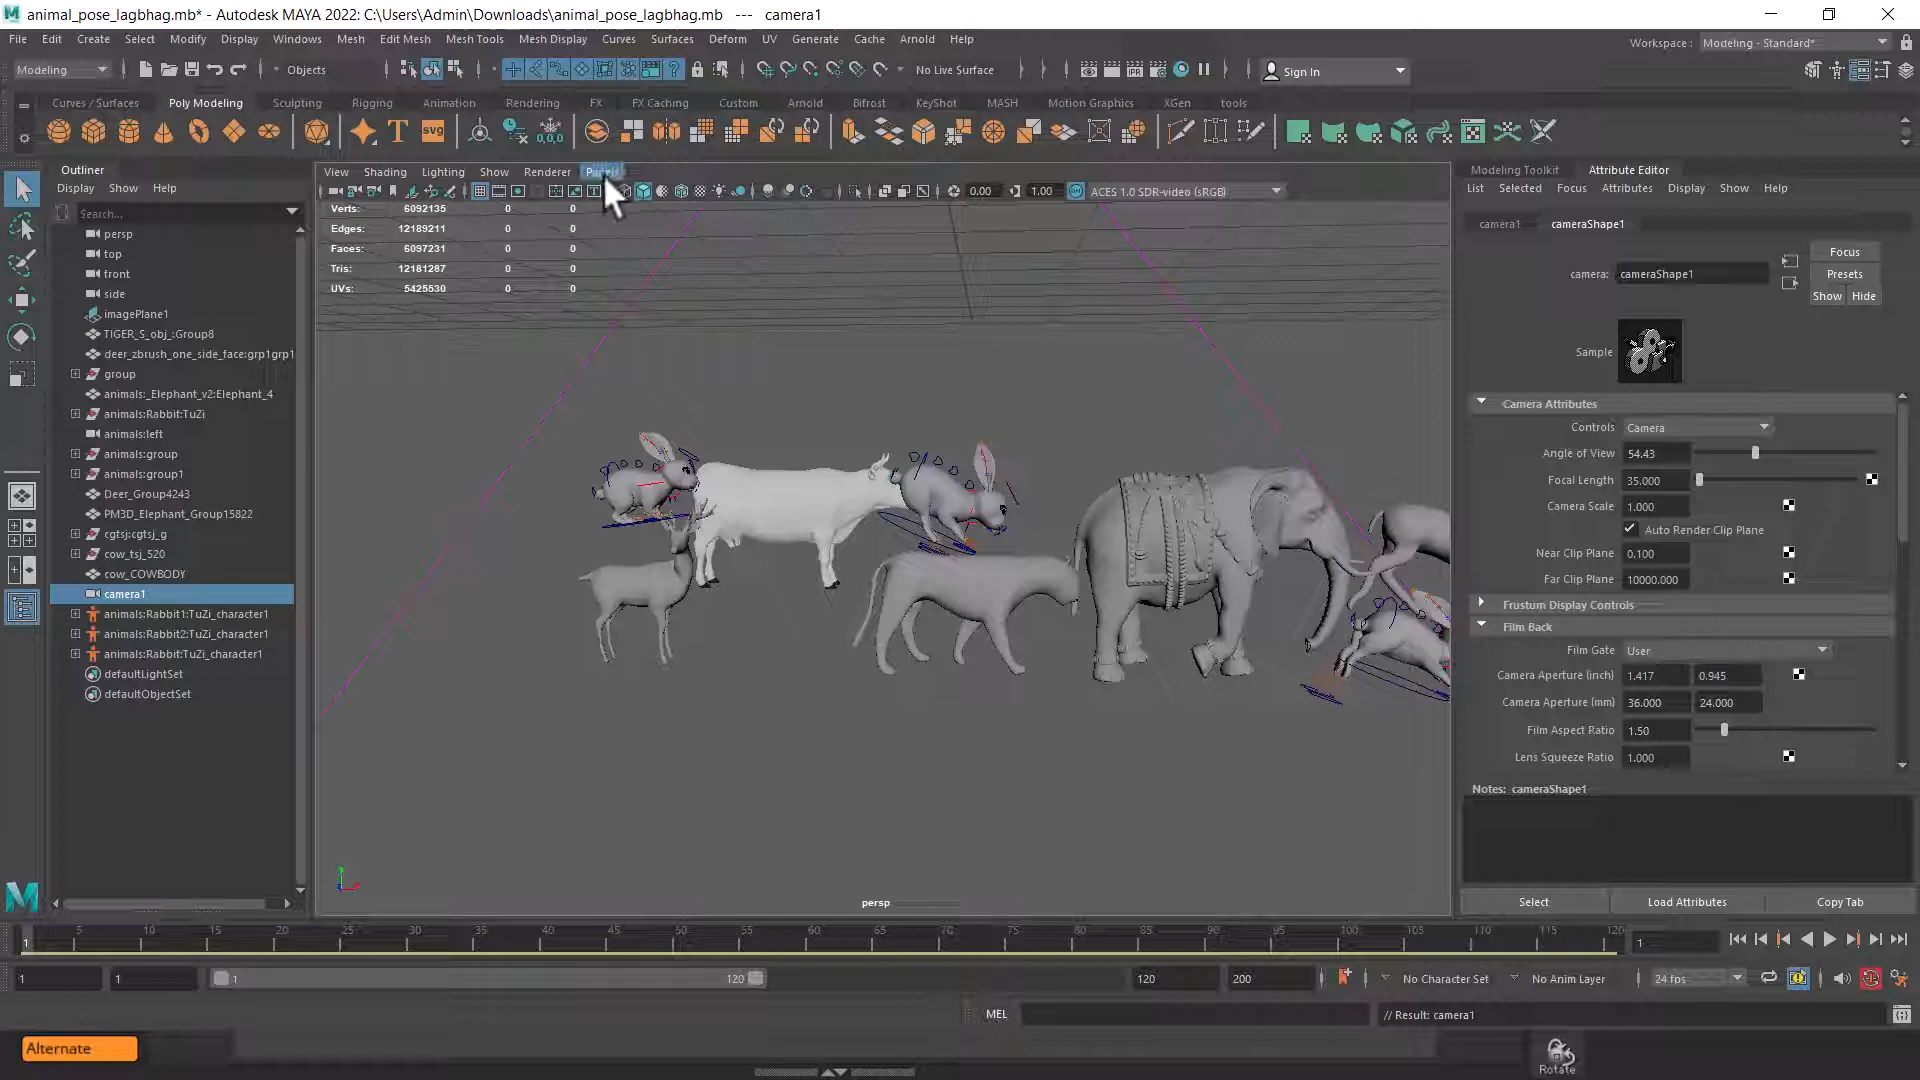 animal_pose_lagbhag.mb* - Autodesk MAYA 2022: C:\Users\Admin\Downloads\animal_pose_lagbhag.mb --- camera1
File Edit Create Select Modify Display Windows Mesh Edit Mesh Mesh Tools Mesh Display Curves Surfaces Deform UV Generate Cache Arnold Help
Workspace : Modeling - Standard*
Modeling Objects No Live Surface Sign In
Curves / Surfaces Poly Modeling Sculpting Rigging Animation Rendering FX FX Caching Custom Arnold Bifrost KeyShot MASH Motion Graphics XGen tools
T svg 0,0,0
Outliner
Display Show Help
Search...
persp
top
front
side
imagePlane1
TIGER_S_obj_:Group8
deer_zbrush_one_side_face:grp1grp1
group
animals:_Elephant_v2:Elephant_4
animals:Rabbit:TuZi
animals:left
animals:group
animals:group1
Deer_Group4243
PM3D_Elephant_Group15822
cgtsj:cgtsj_g
cow_tsj_520
cow_COWBODY
camera1
animals:Rabbit1:TuZi_character1
animals:Rabbit2:TuZi_character1
animals:Rabbit:TuZi_character1
defaultLightSet
defaultObjectSet
View Shading Lighting Show Renderer
0.00 1.00 ACES 1.0 SDR-video (sRGB)
Verts: 6092135 0 0
Edges: 12189211 0 0
Faces: 6097231 0 0
Tris: 12181287 0 0
UVs: 5425530 0 0
persp
Modeling Toolkit Attribute Editor
List Selected Focus Attributes Display Show Help
camera1 cameraShape1
camera: cameraShape1
Focus
Presets
Show Hide
Sample
Camera Attributes
Controls Camera
Angle of View 54.43
Focal Length 35.000
Camera Scale 1.000
Auto Render Clip Plane
Near Clip Plane 0.100
Far Clip Plane 10000.000
Frustum Display Controls
Film Back
Film Gate User
Camera Aperture (inch) 1.417 0.945
Camera Aperture (mm) 36.000 24.000
Film Aspect Ratio 1.50
Lens Squeeze Ratio 1.000
Notes: cameraShape1
Select Load Attributes Copy Tab
1 5 10 15 20 25 30 35 40 45 50 55 60 65 70 75 80 85 90 95 100 105 110 115 120 1
1 1 1 120 120 200 No Character Set No Anim Layer 24 fps
MEL // Result: camera1
Alternate
Rotate